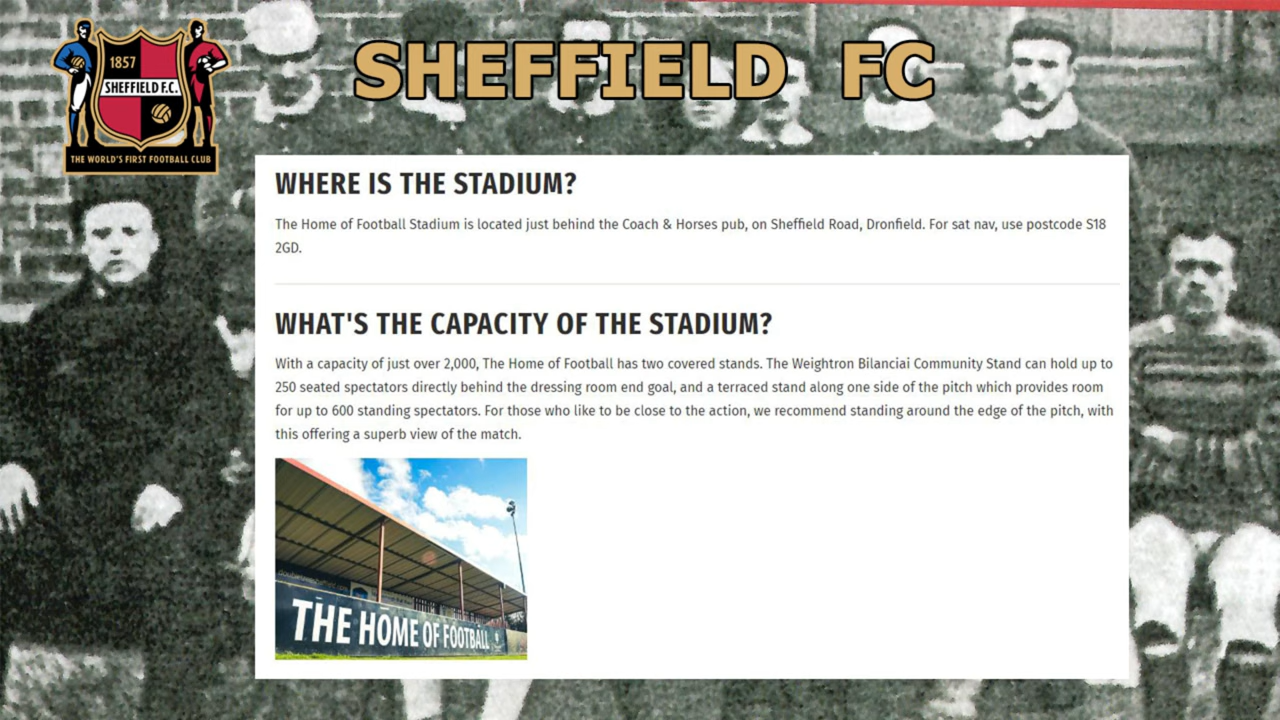 SHEFFIELD FC
1857
SHEFFIELD F.C.
THE WORLD'S FIRST FOOTBALL CLUB
WHERE IS THE STADIUM?
The Home of Football Stadium is located just behind the Coach & Horses pub, on Sheffield Road, Dronfield. For sat nav, use postcode S18
2GD.
WHAT'S THE CAPACITY OF THE STADIUM?
With a capacity of just over 2,000, The Home of Football has two covered stands. The Weightron Bilanciai Community Stand can hold up to
250 seated spectators directly behind the dressing room end goal, and a terraced stand along one side of the pitch which provides room
for up to 600 standing spectators. For those who like to be close to the action, we recommend standing around the edge of the pitch, with
this offering a superb view of the match.
THE HOME OF FOOTBALL